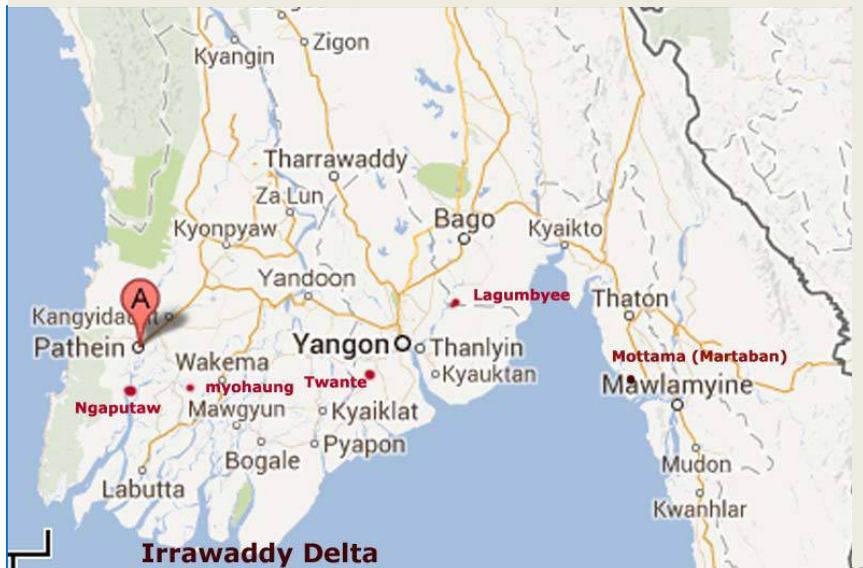 Kyangin
Zigon
Tharrawaddy
Za Lun
Kyonpyaw
Bago
Kyaikto
Yandoon
Lagumbyee
Thaton
A
Pathein
Yangon
Thanlyin
Mottama (Martaban)
Wakema
Twante
Kyauktan
Mawlamyine
myohaung
Ngaputaw
Mawgyun
Kyaiklat
Bogale
Pyapon
Mudon
Labutta
Kwanhlar
Irrawaddy Delta